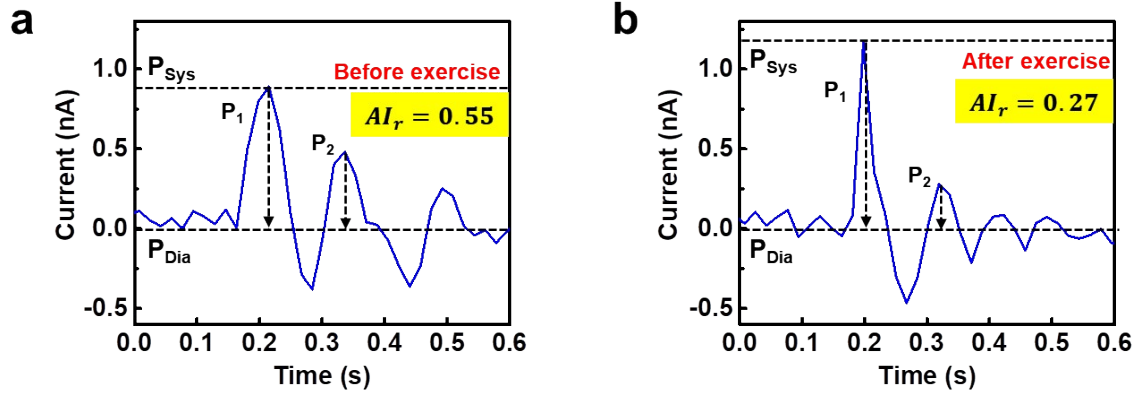 a
Current (nA)
1.0
0.5
0.0
-0.5
P_Sys
P_Dia
Before exercise
AI_r = 0.55
P_1
P_2
0.0 0.1 0.2 0.3 0.4 0.5 0.6
Time (s)
b
Current (nA)
1.0
0.5
0.0
-0.5
P_Sys
P_Dia
After exercise
AI_r = 0.27
P_1
P_2
0.0 0.1 0.2 0.3 0.4 0.5 0.6
Time (s)